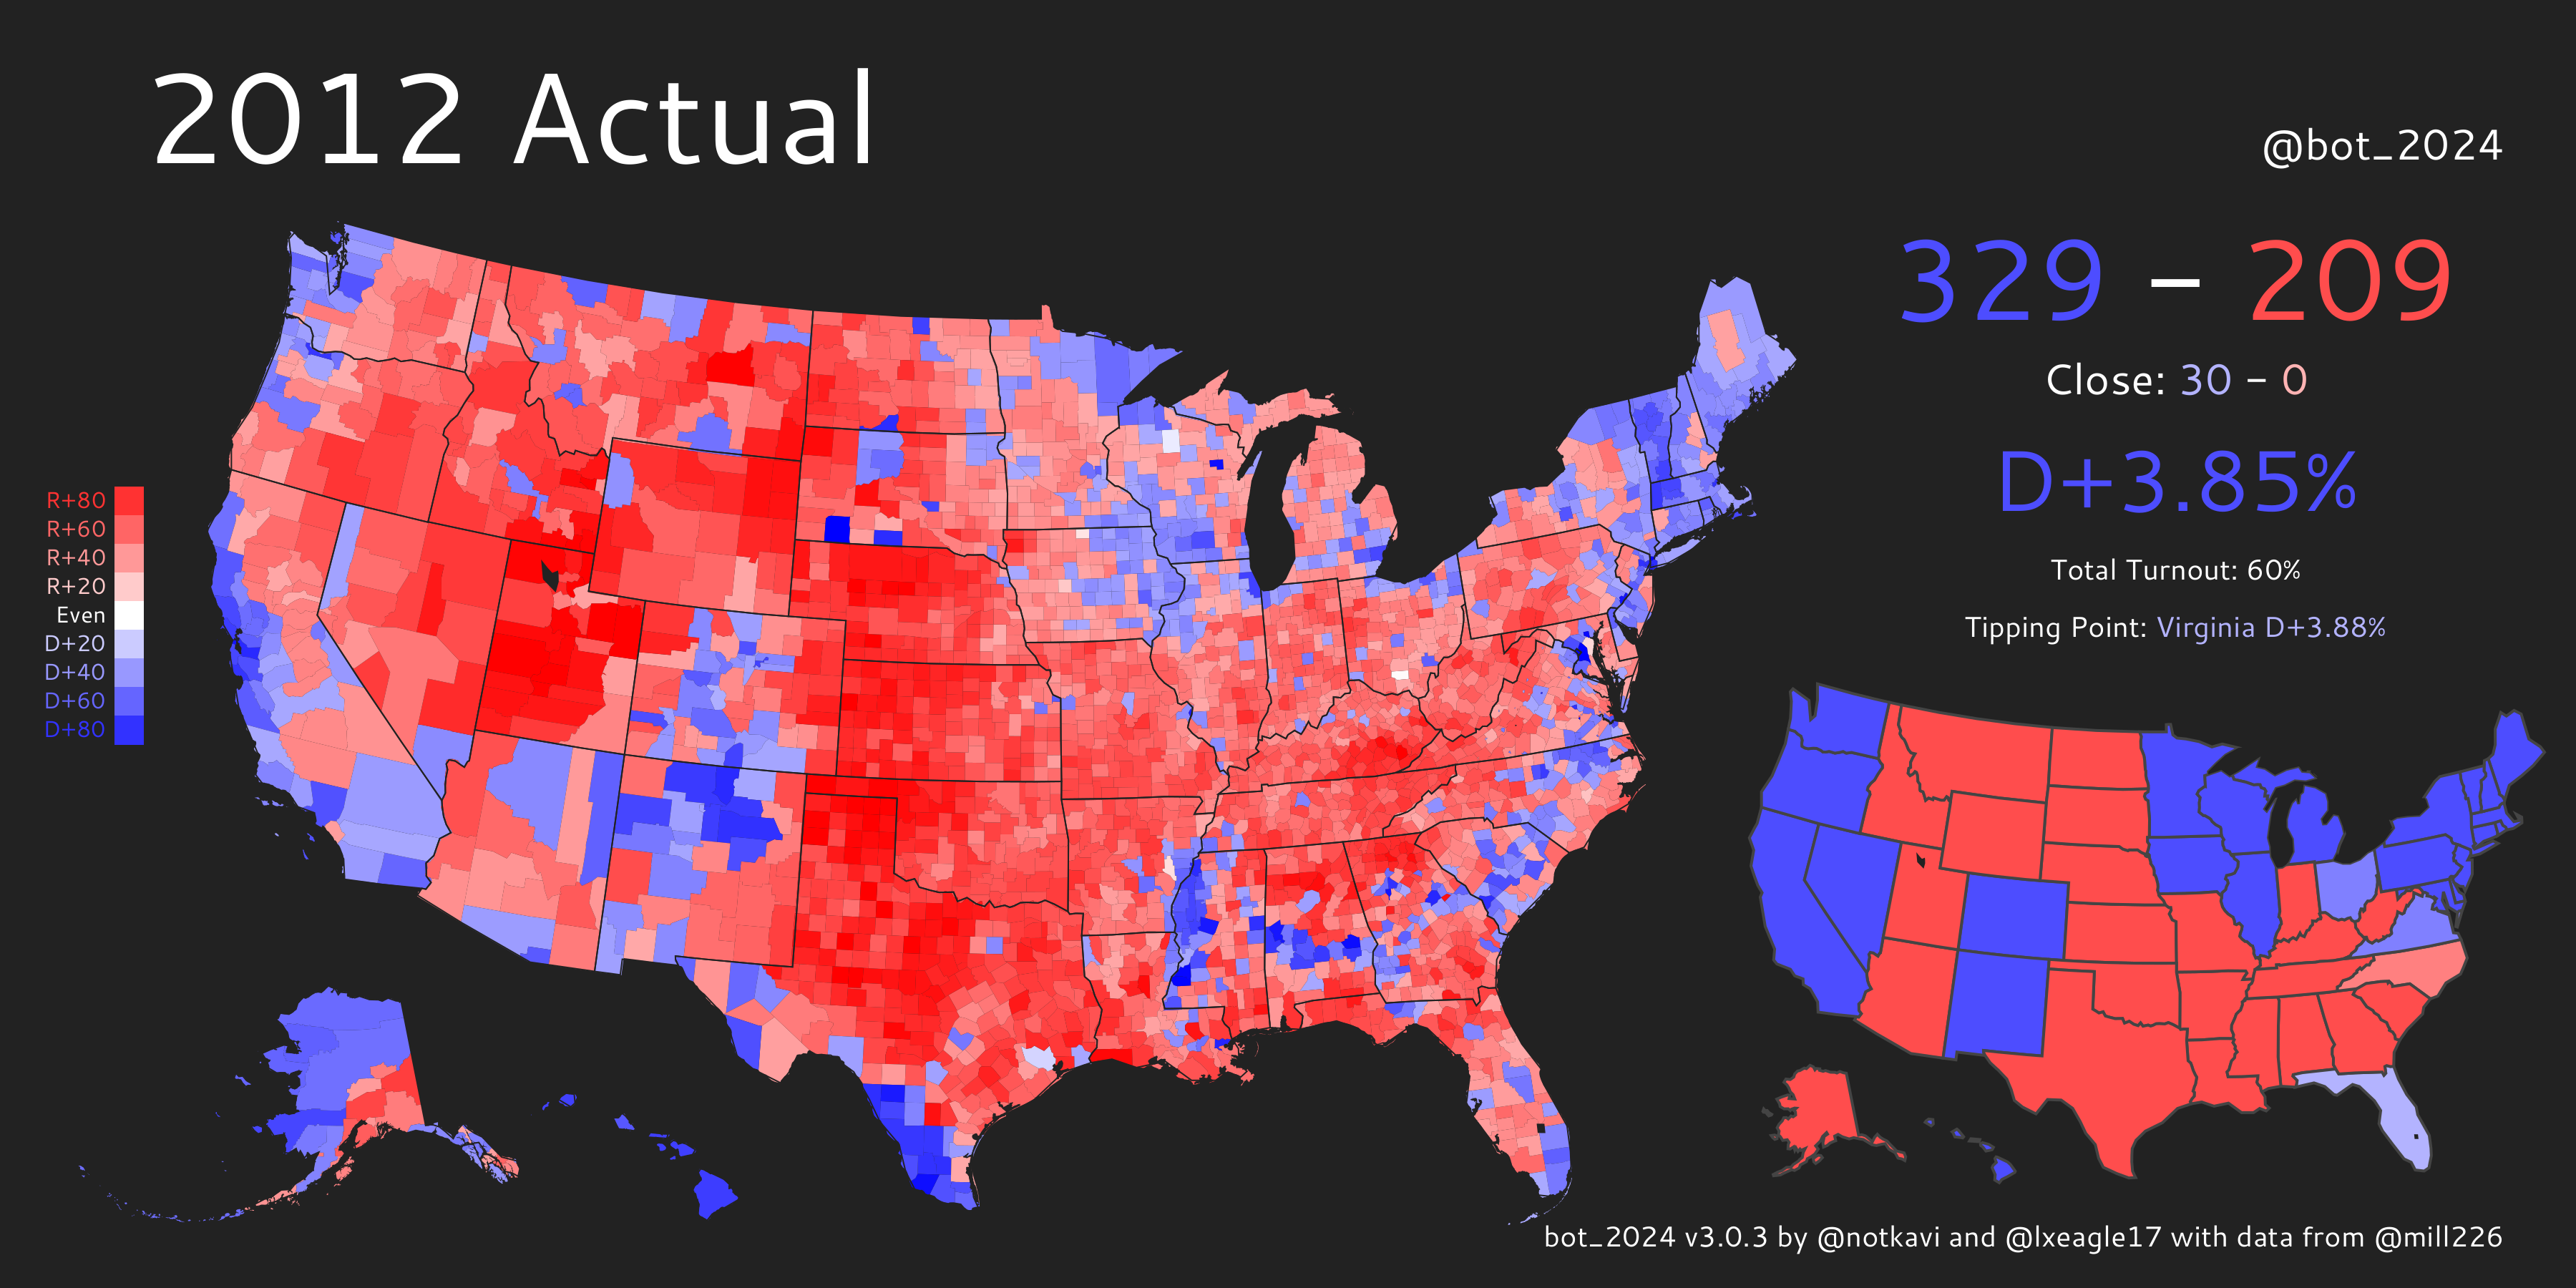 2012 Actual
@bot_2024
329 – 209
Close: 30 – 0
D+3.85%
Total Turnout: 60%
Tipping Point: Virginia D+3.88%
R+80
R+60
R+40
R+20
Even
D+20
D+40
D+60
D+80
bot_2024 v3.0.3 by @notkavi and @lxeagle17 with data from @mill226